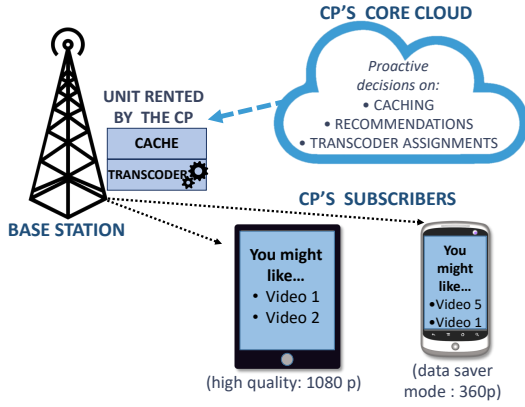 CP'S CORE CLOUD
Proactive
decisions on:
• CACHING
• RECOMMENDATIONS
• TRANSCODER ASSIGNMENTS
UNIT RENTED
BY THE CP
CACHE
TRANSCODER
BASE STATION
CP'S SUBSCRIBERS
You might
like...
• Video 1
• Video 2
(high quality: 1080 p)
You
might
like...
•Video 5
•Video 1
(data saver
mode : 360p)